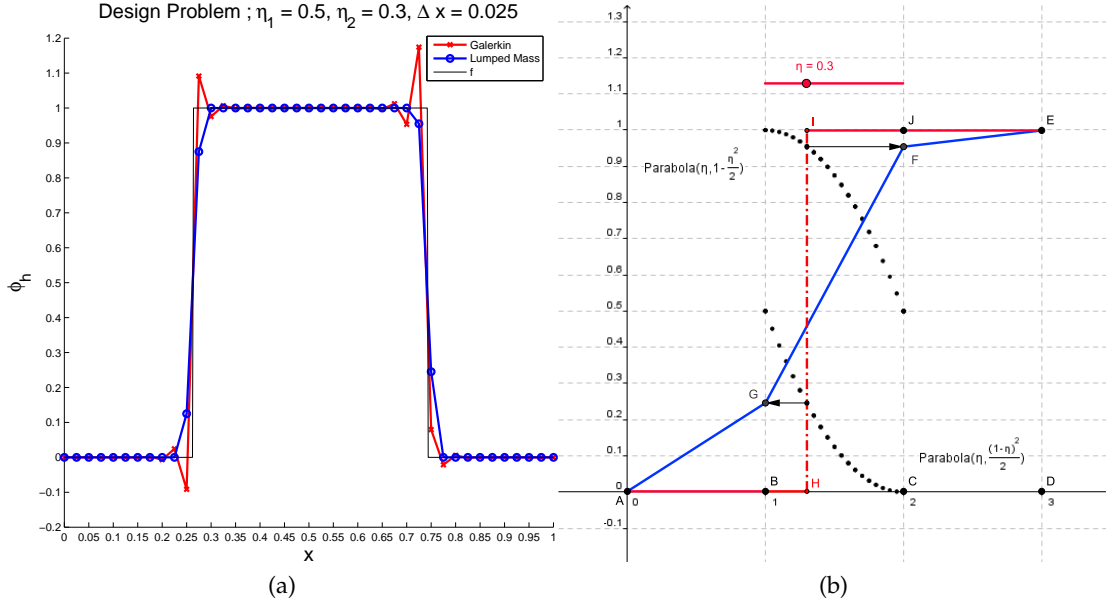 Design Problem ; η₁ = 0.5, η₂ = 0.3, Δ x = 0.025
Galerkin
Lumped Mass
f
1.2
1.1
1
0.9
0.8
0.7
0.6
0.5
0.4
0.3
0.2
0.1
0
−0.1
−0.2
ϕ_h
0 0.05 0.1 0.15 0.2 0.25 0.3 0.35 0.4 0.45 0.5 0.55 0.6 0.65 0.7 0.75 0.8 0.85 0.9 0.95 1
x
(a)
1.3
1.2
1.1
1
0.9
0.8
0.7
0.6
0.5
0.4
0.3
0.2
0.1
0
-0.1
η = 0.3
I J E
F
Parabola(η,1-η²/2)
G
Parabola(η,(1-η)²/2)
A B H C D
0 1 2 3
(b)